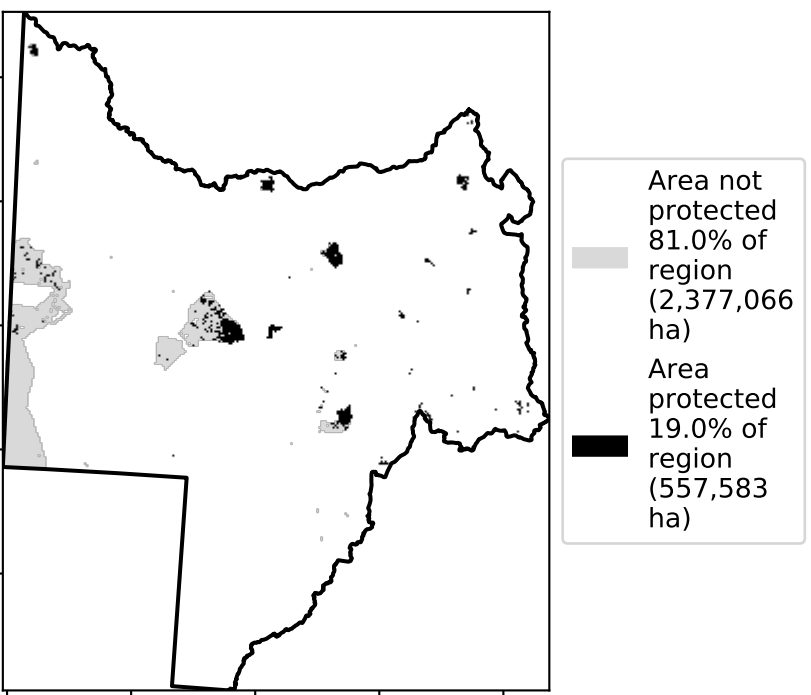 Area not
protected
81.0% of
region
(2,377,066
ha)
Area
protected
19.0% of
region
(557,583
ha)